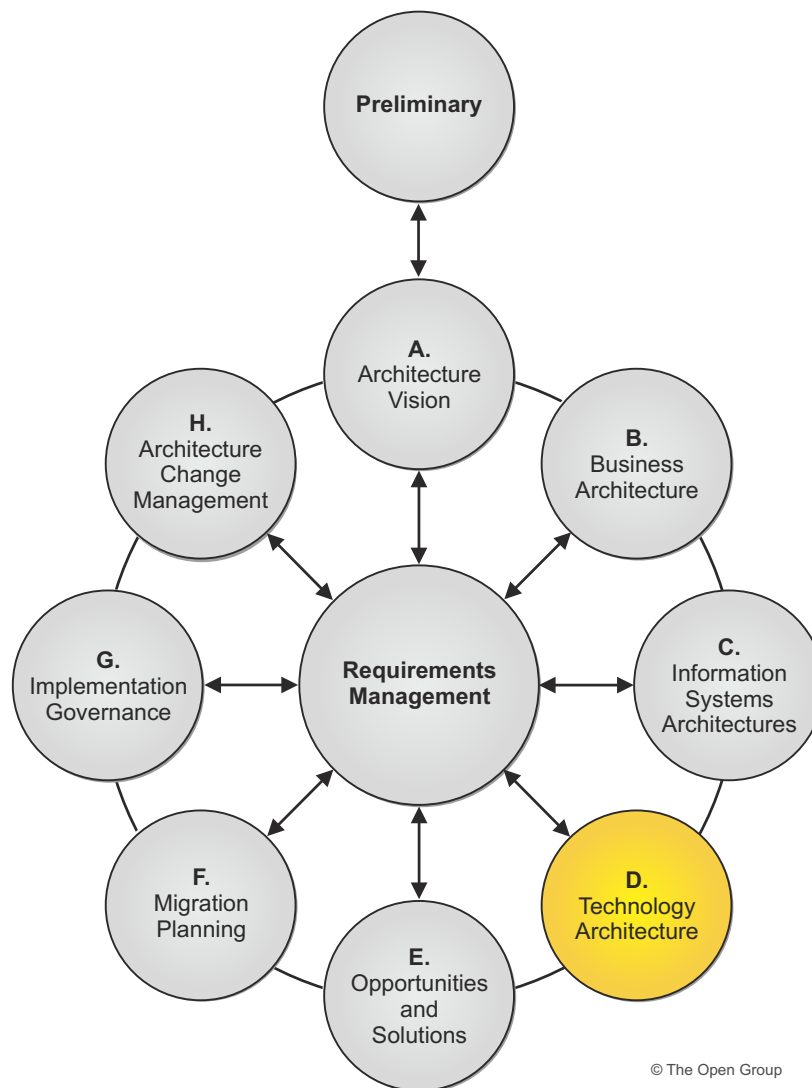 Preliminary
A.
Architecture
Vision
B.
Business
Architecture
C.
Information
Systems
Architectures
D.
Technology
Architecture
E.
Opportunities
and
Solutions
F.
Migration
Planning
G.
Implementation
Governance
H.
Architecture
Change
Management
Requirements
Management
© The Open Group